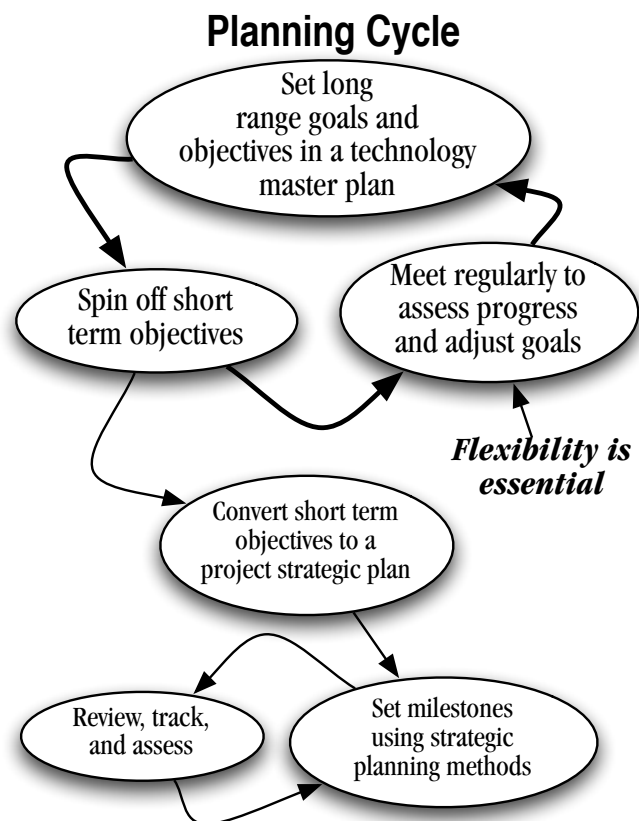 Planning Cycle
Set long
range goals and
objectives in a technology
master plan
Spin off short
term objectives
Meet regularly to
assess progress
and adjust goals
Flexibility is
essential
Convert short term
objectives to a
project strategic plan
Review, track,
and assess
Set milestones
using strategic
planning methods